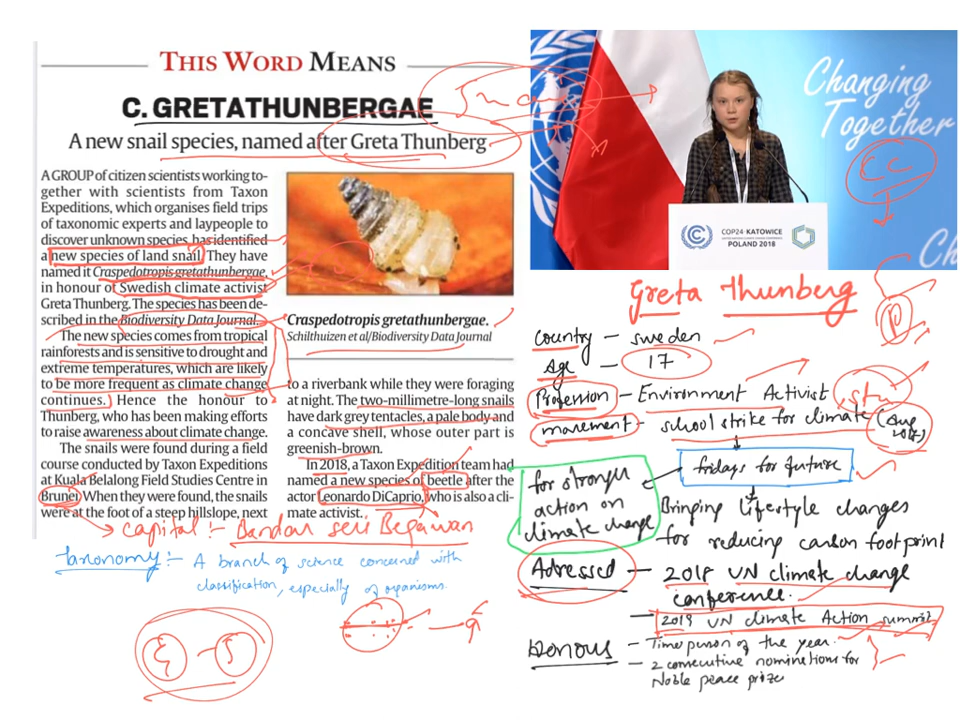 THIS WORD MEANS
C. GRETATHUNBERGAE
A new snail species, named after Greta Thunberg
A GROUP of citizen scientists working to-
gether with scientists from Taxon
Expeditions, which organises field trips
of taxonomic experts and laypeople to
discover unknown species, has identified
a new species of land snail. They have
named it Craspedotropis gretathunbergae,
in honour of Swedish climate activist
Greta Thunberg. The species has been de-
scribed in the Biodiversity Data Journal.
The new species comes from tropical
rainforests and is sensitive to drought and
extreme temperatures, which are likely
to be more frequent as climate change
continues. Hence the honour to
Thunberg, who has been making efforts
to raise awareness about climate change.
The snails were found during a field
course conducted by Taxon Expeditions
at Kuala Belalong Field Studies Centre in
Brunei. When they were found, the snails
were at the foot of a steep hillslope, next
Craspedotropis gretathunbergae.
Schilthuizen et al/Biodiversity Data Journal
to a riverbank while they were foraging
at night. The two-millimetre-long snails
have dark grey tentacles, a pale body and
a concave shell, whose outer part is
greenish-brown.
In 2018, a Taxon Expedition team had
named a new species of beetle after the
actor Leonardo DiCaprio, who is also a cli-
mate activist.
→ capital :- Bandar Seri Begawan
Taxonomy :- A branch of science concerned with
classification, especially of organisms.
Changing
Together
CC
COP24 KATOWICE
POLAND 2018
Ch
Greta Thunberg
Country - Sweden
Age - 17
Profession - Environment Activist
movement - school strike for climate (Aug 2018)
fridays for future
for strong
action on
climate change
Bringing lifestyle changes
for reducing carbon footprint
Adressed - 2018 UN climate change
conference.
- 2019 UN climate Action summit
Honours - Time person of the year.
- 2 consecutive nominations for
Noble peace prize